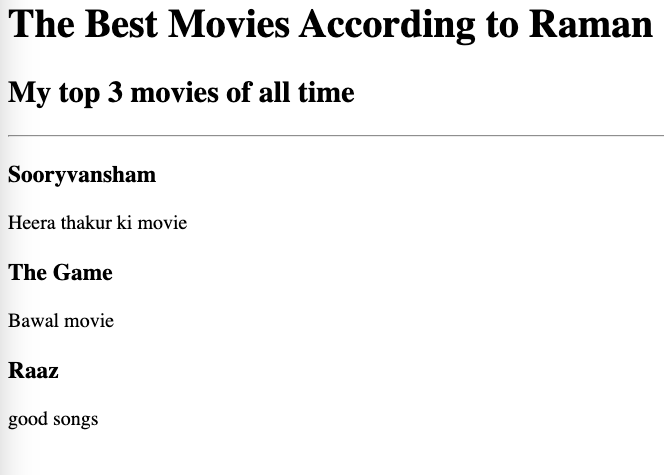 The Best Movies According to Raman
My top 3 movies of all time
Sooryvansham
Heera thakur ki movie
The Game
Bawal movie
Raaz
good songs